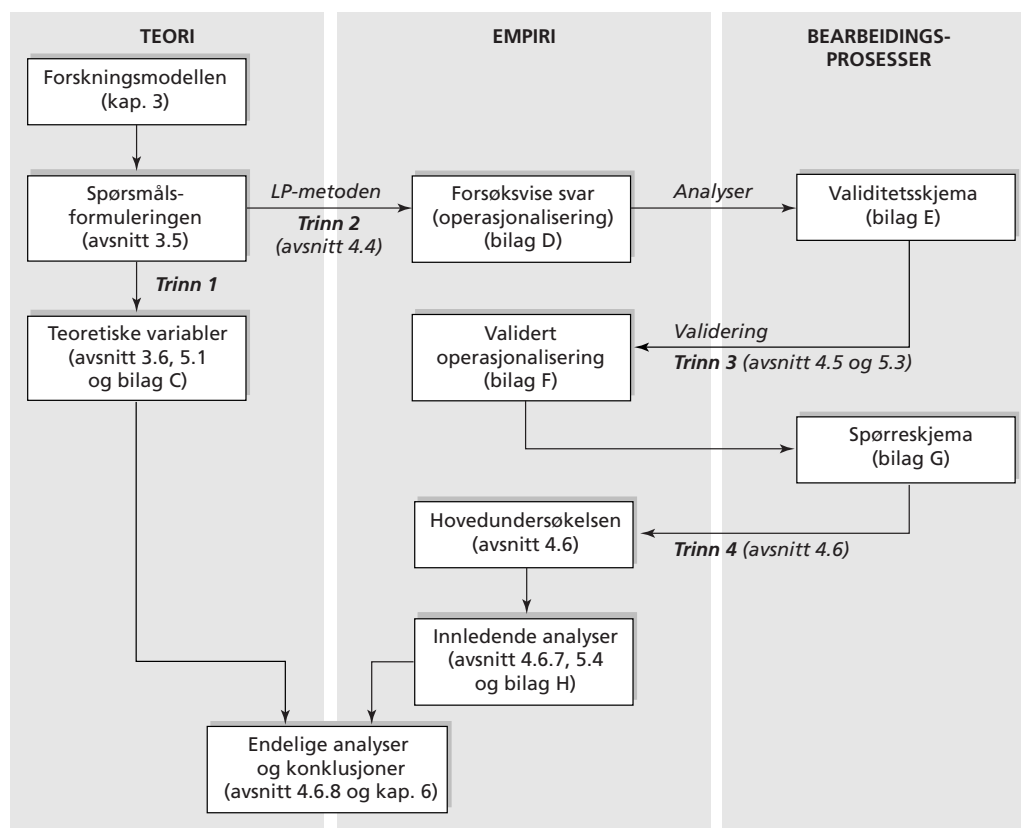 TEORI
EMPIRI
BEARBEIDINGS-
PROSESSER
Forskningsmodellen
(kap. 3)
Spørsmåls-
formuleringen
(avsnitt 3.5)
LP-metoden
Trinn 2
(avsnitt 4.4)
Forsøksvise svar
(operasjonalisering)
(bilag D)
Analyser
Validitetsskjema
(bilag E)
Trinn 1
Teoretiske variabler
(avsnitt 3.6, 5.1
og bilag C)
Validert
operasjonalisering
(bilag F)
Validering
Trinn 3 (avsnitt 4.5 og 5.3)
Spørreskjema
(bilag G)
Hovedundersøkelsen
(avsnitt 4.6)
Trinn 4 (avsnitt 4.6)
Innledende analyser
(avsnitt 4.6.7, 5.4
og bilag H)
Endelige analyser
og konklusjoner
(avsnitt 4.6.8 og kap. 6)